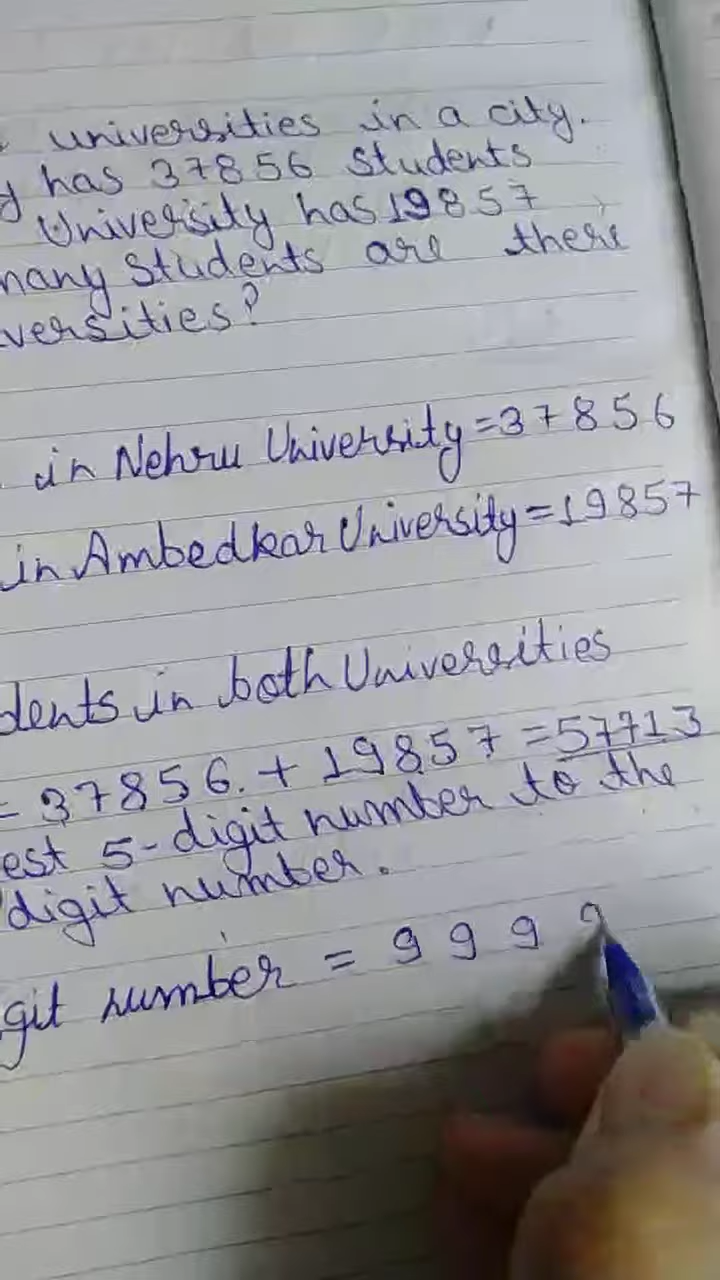 universities in a city.
has 37856 students
University has 19857
many students are there
versities?
in Nehru University = 37856
in Ambedkar University = 19857
dents in both Universities
= 37856. + 19857 = 57713
est 5-digit number to the
digit number.
git number = 9 9 9 9